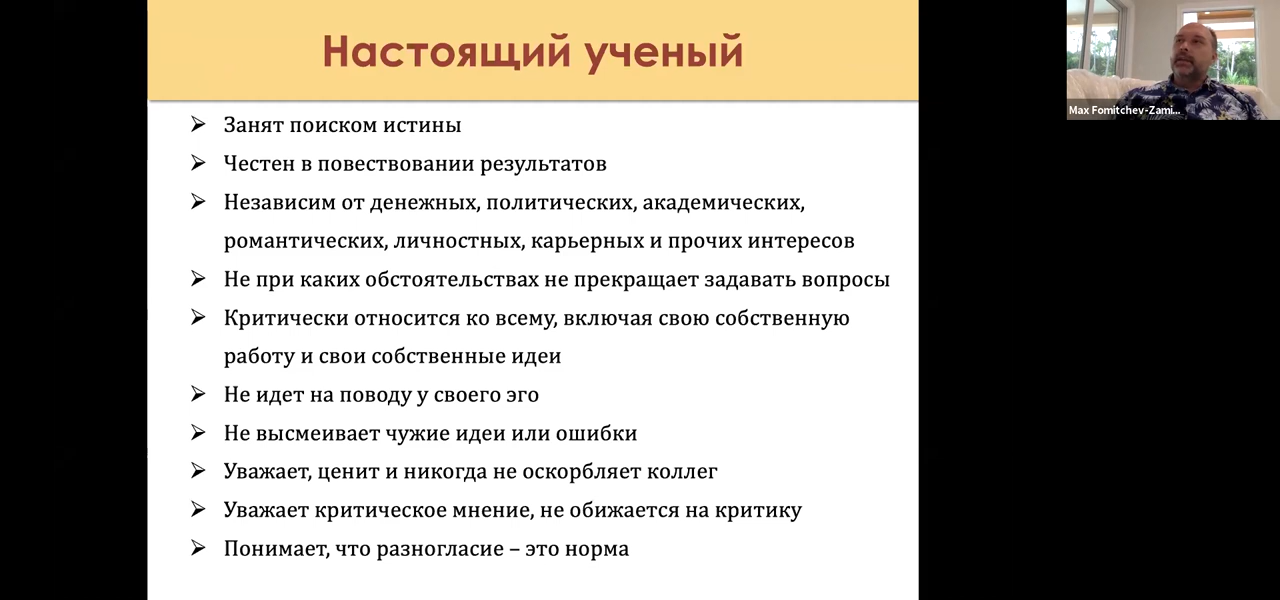 Настоящий ученый
Max Fomitchev-Zami...
➢ Занят поиском истины
➢ Честен в повествовании результатов
➢ Независим от денежных, политических, академических,
романтических, личностных, карьерных и прочих интересов
➢ Не при каких обстоятельствах не прекращает задавать вопросы
➢ Критически относится ко всему, включая свою собственную
работу и свои собственные идеи
➢ Не идет на поводу у своего эго
➢ Не высмеивает чужие идеи или ошибки
➢ Уважает, ценит и никогда не оскорбляет коллег
➢ Уважает критическое мнение, не обижается на критику
➢ Понимает, что разногласие – это норма